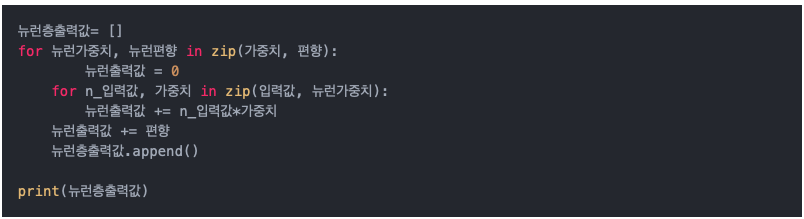 뉴런층출력값= []
for 뉴런가중치, 뉴런편향 in zip(가중치, 편향):
        뉴런출력값 = 0
    for n_입력값, 가중치 in zip(입력값, 뉴런가중치):
        뉴런출력값 += n_입력값*가중치
    뉴런출력값 += 편향
    뉴런층출력값.append()

print(뉴런층출력값)